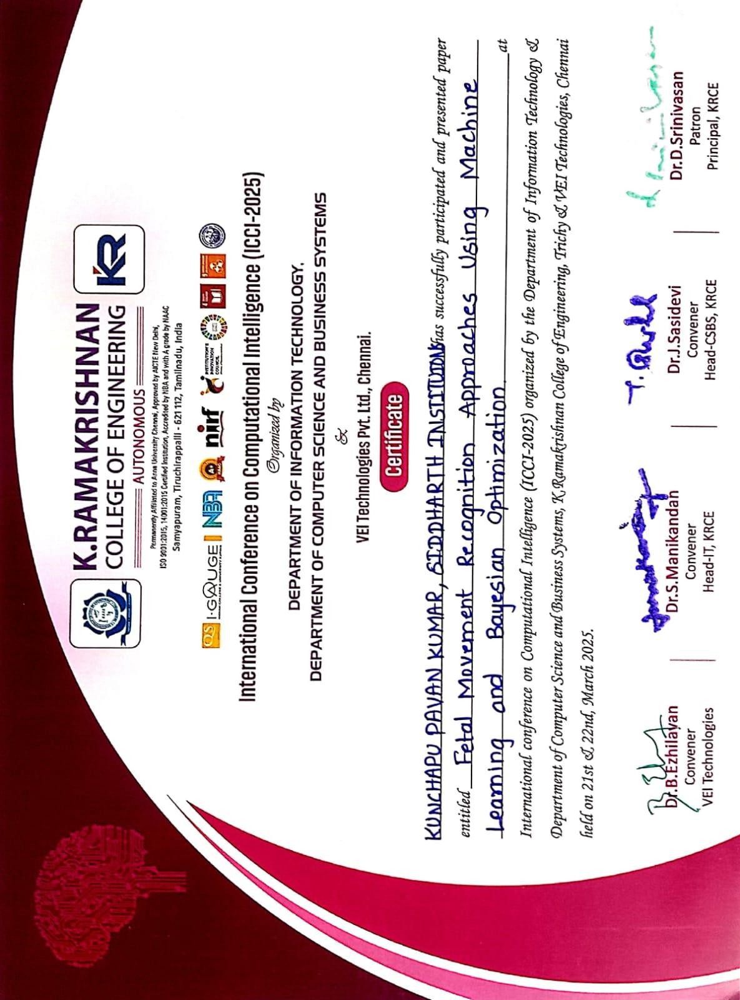 K.RAMAKRISHNAN
COLLEGE OF ENGINEERING
AUTONOMOUS
KR
Permanently Affiliated to Anna University Chennai, Approved by AICTE New Delhi,
ISO 9001:2015, 14001:2015 Certified Institution, Accredited by NBA and with A grade by NAAC
Samyapuram, Tiruchirappalli - 621 112, Tamilnadu, India
QS I·GAUGE NBA A+ nirf INSTITUTION'S INNOVATION COUNCIL
International Conference on Computational Intelligence (ICCI-2025)
Organized by
DEPARTMENT OF INFORMATION TECHNOLOGY,
DEPARTMENT OF COMPUTER SCIENCE AND BUSINESS SYSTEMS
&
VEI Technologies Pvt. Ltd., Chennai.
Certificate
KUNCHAPU PAVAN KUMAR, SIDDHARTH INSTITUTION has successfully participated and presented paper
entitled Fetal Movement Recognition Approaches Using Machine
Learning and Bayesian Optimization at
International conference on Computational Intelligence (ICCI-2025) organized by the Department of Information Technology &
Department of Computer Science and Business Systems, K.Ramakrishnan College of Engineering, Trichy & VEI Technologies, Chennai
held on 21st & 22nd, March 2025.
Dr.B.Ezhilavan
Convener
VEI Technologies
Dr.S.Manikandan
Convener
Head-IT, KRCE
Dr.J.Sasidevi
Convener
Head-CSBS, KRCE
Dr.D.Srinivasan
Patron
Principal, KRCE